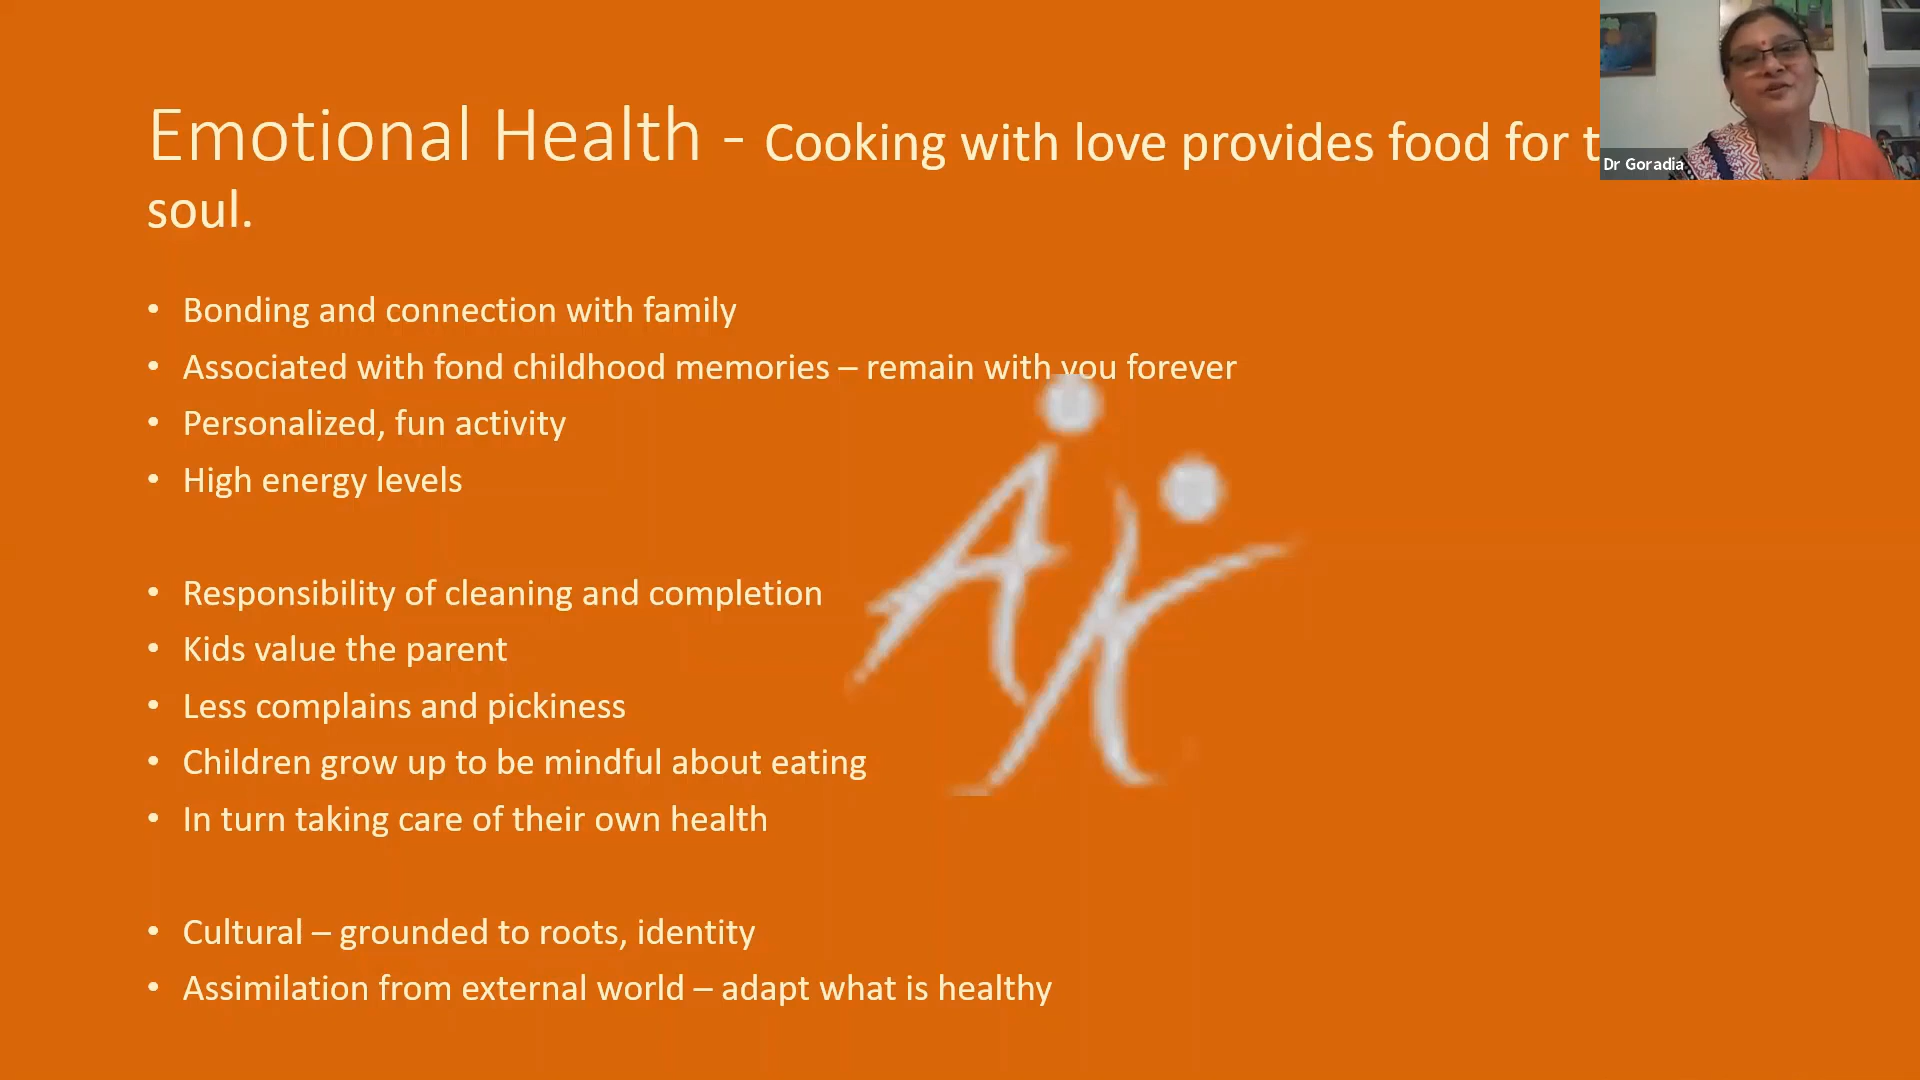 Emotional Health - Cooking with love provides food for t
soul.
• Bonding and connection with family
• Associated with fond childhood memories – remain with you forever
• Personalized, fun activity
• High energy levels
• Responsibility of cleaning and completion
• Kids value the parent
• Less complains and pickiness
• Children grow up to be mindful about eating
• In turn taking care of their own health
• Cultural – grounded to roots, identity
• Assimilation from external world – adapt what is healthy
AK
Dr Goradia